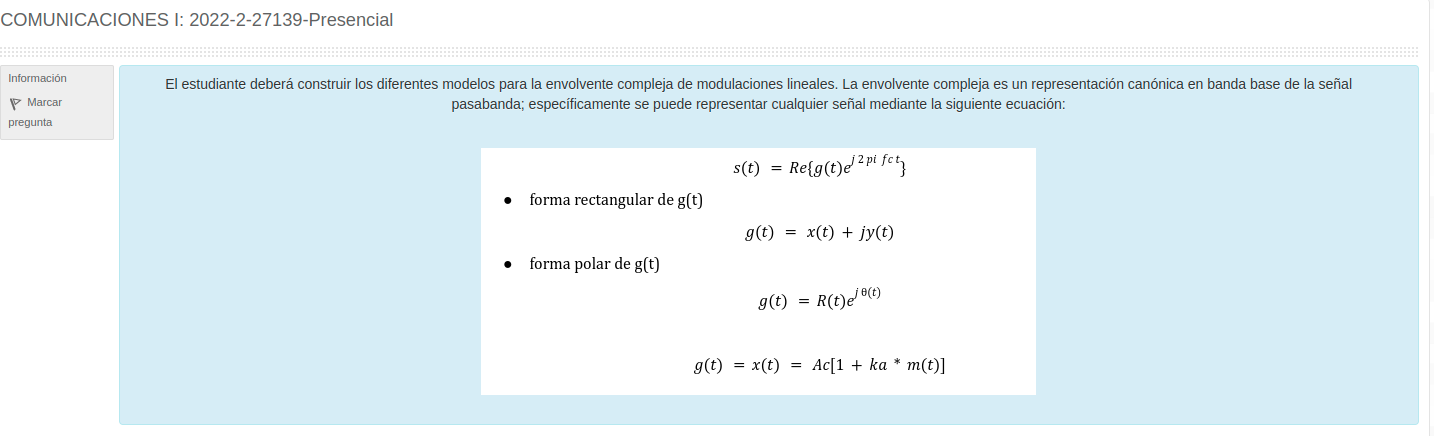 COMUNICACIONES I: 2022-2-27139-Presencial
Información
Marcar
pregunta
El estudiante deberá construir los diferentes modelos para la envolvente compleja de modulaciones lineales. La envolvente compleja es un representación canónica en banda base de la señal
pasabanda; específicamente se puede representar cualquier señal mediante la siguiente ecuación:
s(t) = Re{g(t)e^{j 2 pi fc t}}
● forma rectangular de g(t)
g(t) = x(t) + jy(t)
● forma polar de g(t)
g(t) = R(t)e^{j θ(t)}
g(t) = x(t) = Ac[1 + ka * m(t)]